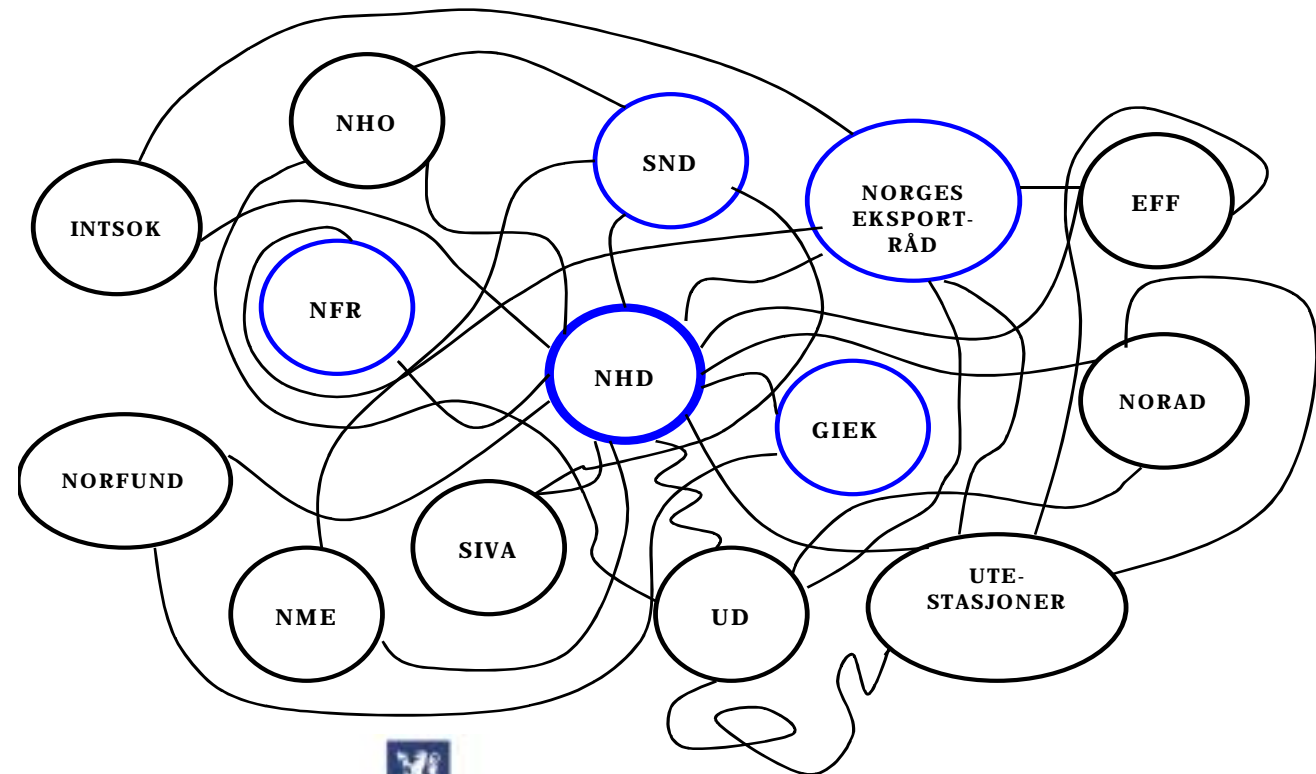 NHO
SND
INTSOK
NORGES
EKSPORT-
RÅD
EFF
NFR
NHD
NORAD
GIEK
NORFUND
SIVA
NME
UD
UTE-
STASJONER